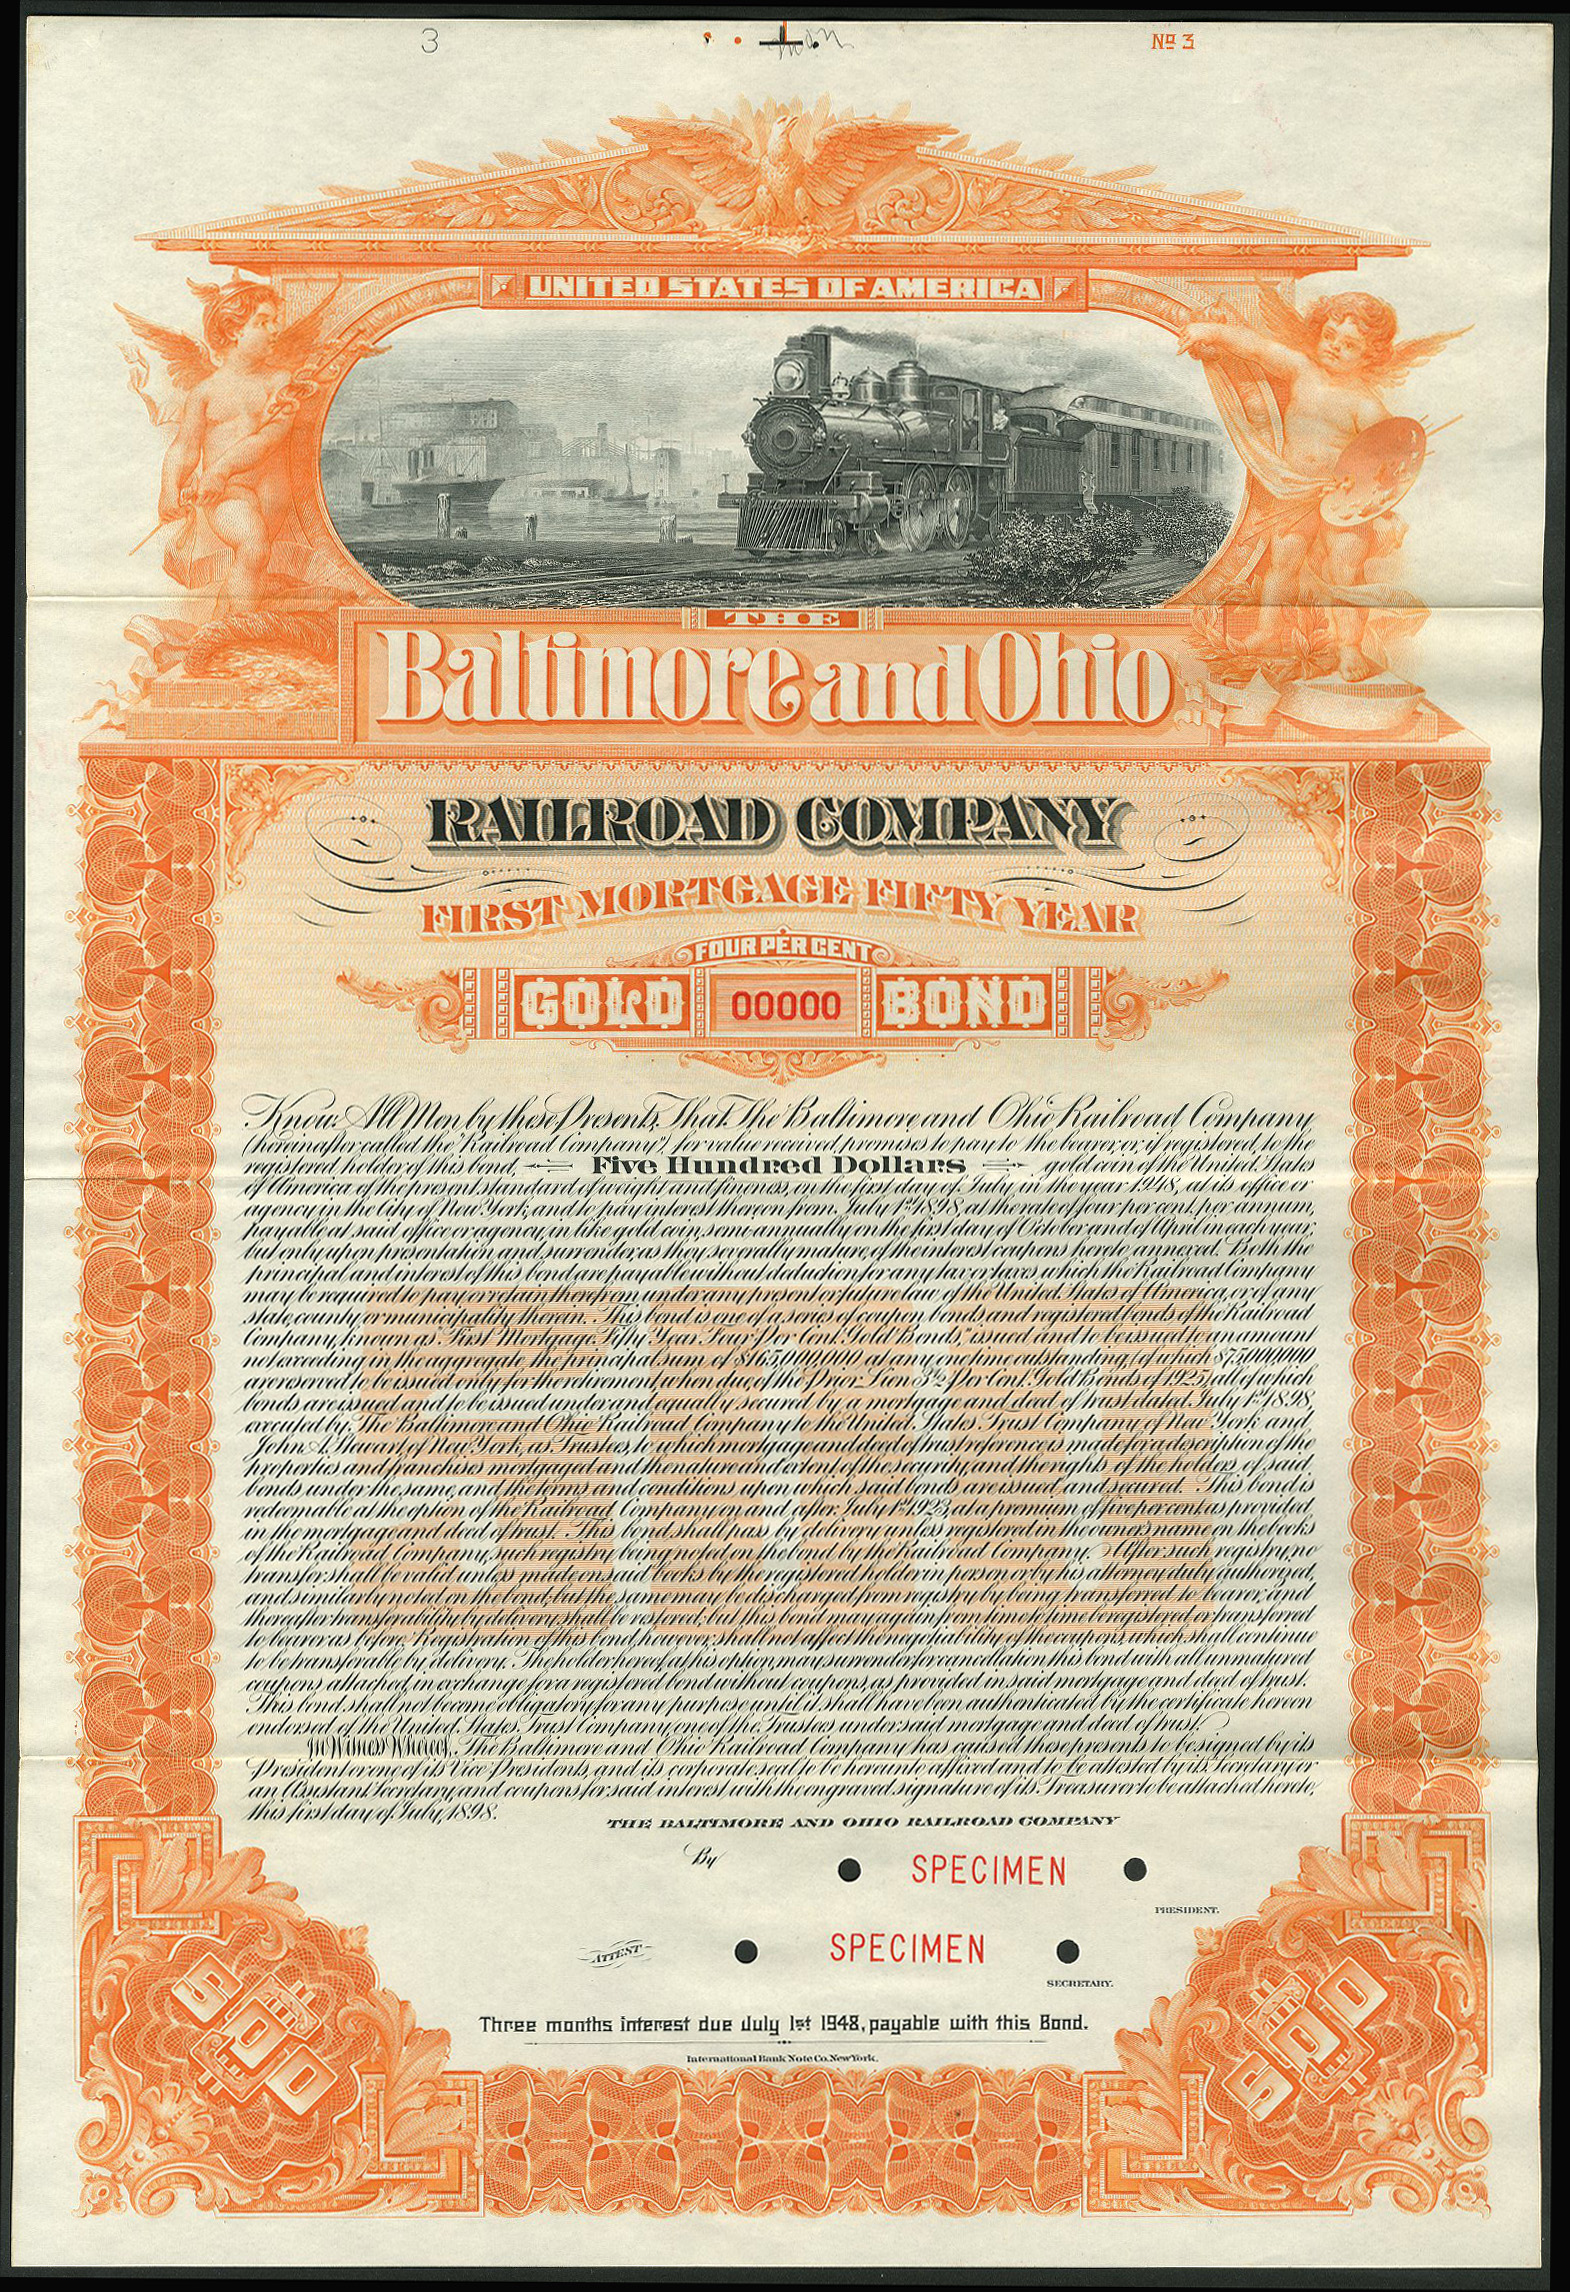 3
No 3
UNITED STATES OF AMERICA
THE
Baltimore and Ohio
RAILROAD COMPANY
FIRST MORTGAGE FIFTY YEAR
FOUR PER CENT
GOLD 00000 BOND
Know All Men by these Presents, That The Baltimore and Ohio Railroad Company,
(hereinafter called the "Railroad Company"), for value received, promises to pay to the bearer, or, if registered, to the
registered holder of this bond, Five Hundred Dollars gold coin of the United States
of America of the present standard of weight and fineness, on the first day of July in the year 1948, at its office or
agency in the City of New York, and to pay interest thereon from July 1st 1898, at the rate of four per cent. per annum,
payable at said office or agency, in like gold coin, semi-annually on the first day of October and of April in each year,
but only upon presentation and surrender, as they severally mature, of the interest coupons hereto annexed. Both the
principal and interest of this bond are payable without deduction for any tax or taxes, which the Railroad Company
may be required to pay or retain therefrom under any present or future law of the United States of America, or of any
state, county or municipality therein. This bond is one of a series of coupon bonds and registered bonds of the Railroad
Company, known as "First Mortgage Fifty Year Four Per Cent. Gold Bonds," issued and to be issued to an amount
not exceeding in the aggregate the principal sum of $165,000,000 at any one time outstanding, (of which $75,000,000
are reserved to be issued only for the retirement, when due, of the Prior Lien 3½ Per Cent. Gold Bonds of 1925), all of which
bonds are issued and to be issued under and equally secured by a mortgage and deed of trust dated July 1st 1898,
executed by The Baltimore and Ohio Railroad Company to the United States Trust Company of New York and
John A. Stewart, of New York, as Trustees, to which mortgage and deed of trust reference is made for a description of the
properties and franchises mortgaged and the nature and extent of the security, and the rights of the holders of said
bonds under the same, and the terms and conditions upon which said bonds are issued and secured. This bond is
redeemable at the option of the Railroad Company on and after July 1st 1923, at a premium of five per cent. as provided
in the mortgage and deed of trust. This bond shall pass by delivery unless registered in the owner's name on the books
of the Railroad Company, such registry being noted on the bond by the Railroad Company. After such registry, no
transfer shall be valid unless made on said books by the registered holder in person or by his attorney duly authorized,
and similarly noted on the bond, but the same may be discharged from registry by being transferred to bearer, and
thereafter transferability by delivery shall be restored; but this bond may again from time to time be registered or transferred
to bearer as before. Registration of this bond, however, shall not affect the negotiability of the coupons, which shall continue
to be transferable by delivery. The holder hereof, at his option, may surrender for cancellation this bond with all unmatured
coupons attached, in exchange for a registered bond without coupons, as provided in said mortgage and deed of trust.
This bond shall not become obligatory for any purpose until it shall have been authenticated by the certificate hereon
endorsed of the United States Trust Company, one of the Trustees under said mortgage and deed of trust.
In Witness Whereof, The Baltimore and Ohio Railroad Company has caused these presents to be signed by its
President or one of its Vice Presidents, and its corporate seal to be hereunto affixed and to be attested by its Secretary or
an Assistant Secretary, and coupons for said interest with the engraved signature of its Treasurer to be attached hereto,
this first day of July, 1898.
THE BALTIMORE AND OHIO RAILROAD COMPANY
By SPECIMEN
PRESIDENT.
ATTEST SPECIMEN
SECRETARY.
Three months interest due July 1st 1948, payable with this Bond.
International Bank Note Co. New York.
500
500